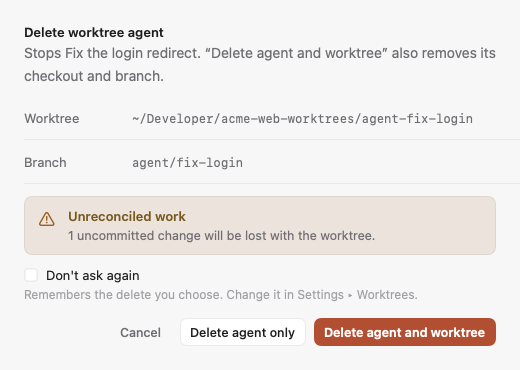 Delete worktree agent
Stops Fix the login redirect. “Delete agent and worktree” also removes its
checkout and branch.
Worktree ~/Developer/acme-web-worktrees/agent-fix-login
Branch agent/fix-login
Unreconciled work
1 uncommitted change will be lost with the worktree.
Don't ask again
Remembers the delete you choose. Change it in Settings ▸ Worktrees.
Cancel Delete agent only Delete agent and worktree